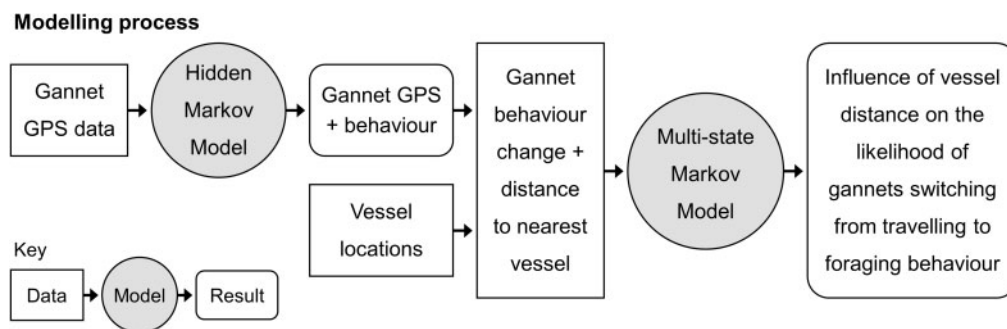 Modelling process
Gannet
GPS data
Hidden
Markov
Model
Gannet GPS
+ behaviour
Vessel
locations
Gannet
behaviour
change +
distance
to nearest
vessel
Multi-state
Markov
Model
Influence of vessel
distance on the
likelihood of
gannets switching
from travelling to
foraging behaviour
Key
Data
Model
Result